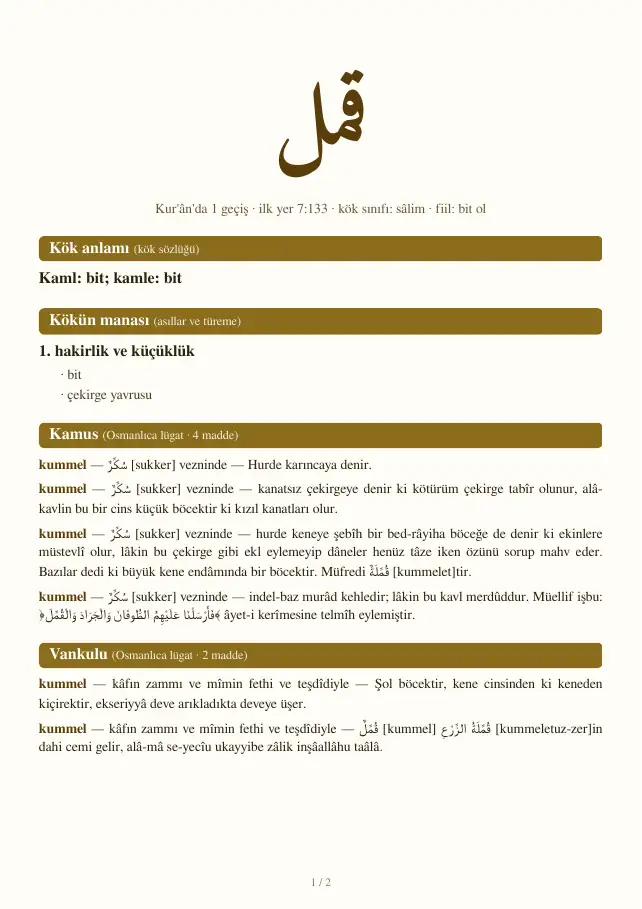 قمل
Kur'ân'da 1 geçiş · ilk yer 7:133 · kök sınıfı: sâlim · fiil: bit ol
Kök anlamı (kök sözlüğü)
Kaml: bit; kamle: bit
Kökün manası (asıllar ve türeme)
1. hakirlik ve küçüklük
· bit
· çekirge yavrusu
Kamus (Osmanlıca lügat · 4 madde)
kummel — سُكَّرٌ [sukker] vezninde — Hurde karıncaya denir.
kummel — سُكَّرٌ [sukker] vezninde — kanatsız çekirgeye denir ki kötürüm çekirge tabîr olunur, alâ-
kavlin bu bir cins küçük böcektir ki kızıl kanatları olur.
kummel — سُكَّرٌ [sukker] vezninde — hurde keneye şebîh bir bed-râyiha böceğe de denir ki ekinlere
müstevlî olur, lâkin bu çekirge gibi ekl eylemeyip dâneler henüz tâze iken özünü sorup mahv eder.
Bazılar dedi ki büyük kene endâmında bir böcektir. Müfredi قُمَّلَةٌ [kummelet]tir.
kummel — سُكَّرٌ [sukker] vezninde — indel-baz murâd kehledir; lâkin bu kavl merdûddur. Müellif işbu:
﴿فَأَرْسَلْنَا عَلَيْهِمُ الطُّوفَانَ وَالْجَرَادَ وَالْقُمَّلَ﴾ âyet-i kerîmesine telmîh eylemiştir.
Vankulu (Osmanlıca lügat · 2 madde)
kummel — kâfın zammı ve mîmin fethi ve teşdîdiyle — Şol böcektir, kene cinsinden ki keneden
kiçirektir, ekseriyyâ deve arıkladıkta deveye üşer.
kummel — kâfın zammı ve mîmin fethi ve teşdîdiyle — قُمَّلٌ [kummel] قُمَّلَةُ الزَّرْعِ [kummeletuz-zer]in
dahi cemi gelir, alâ-mâ se-yecîu ukayyibe zâlik inşâallâhu taâlâ.
1 / 2